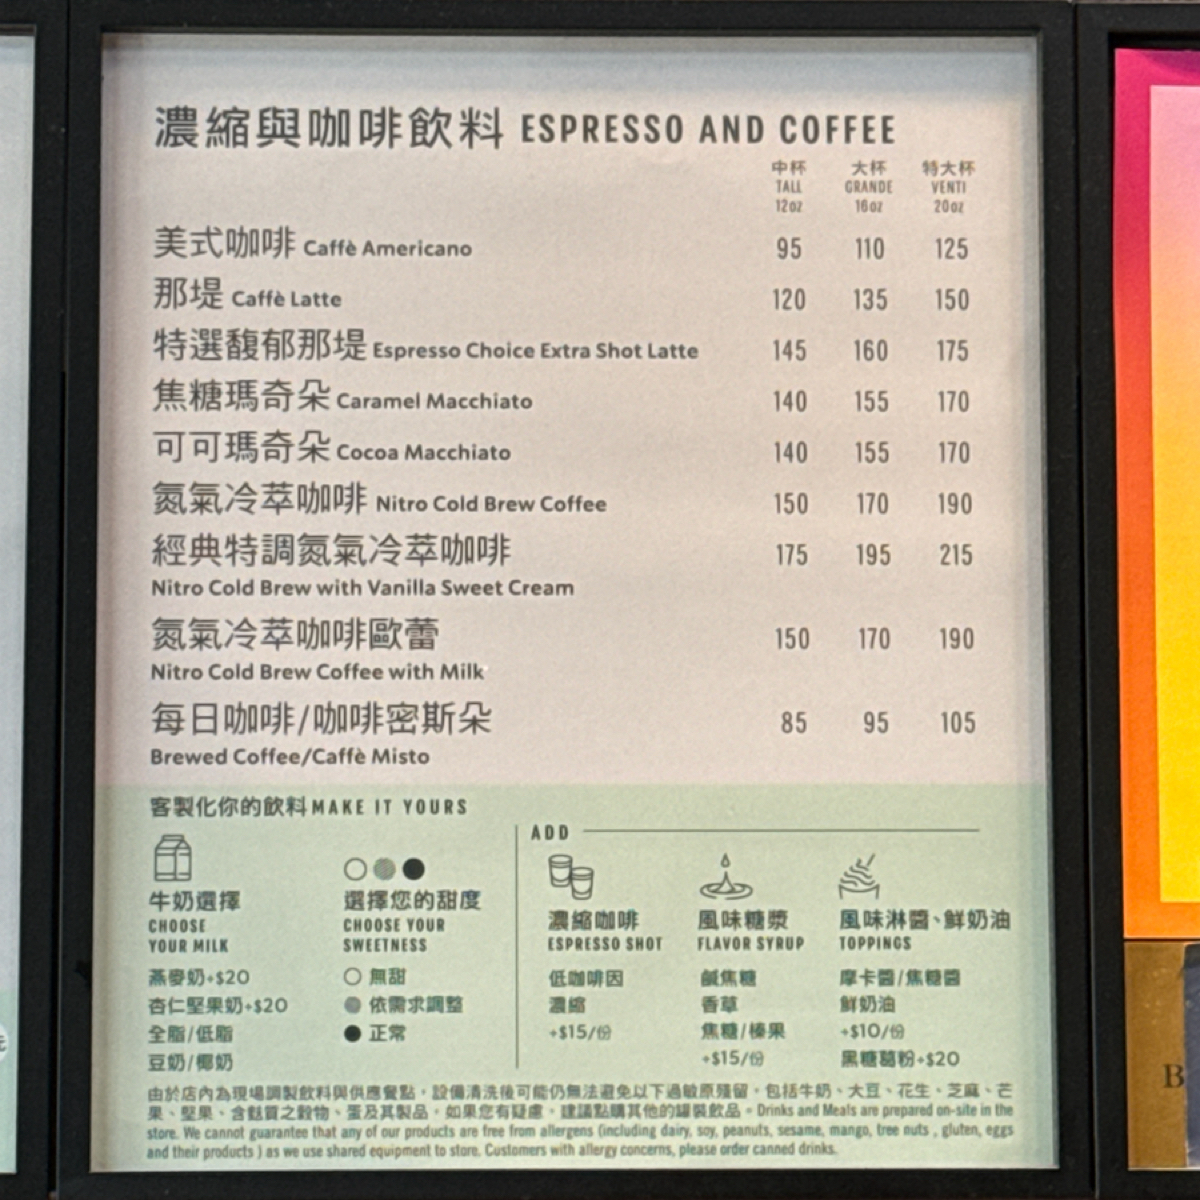 濃縮與咖啡飲料 ESPRESSO AND COFFEE
中杯 大杯 特大杯
TALL GRANDE VENTI
12oz 16oz 20oz
美式咖啡 Caffè Americano 95 110 125
那堤 Caffè Latte 120 135 150
特選馥郁那堤 Espresso Choice Extra Shot Latte 145 160 175
焦糖瑪奇朵 Caramel Macchiato 140 155 170
可可瑪奇朵 Cocoa Macchiato 140 155 170
氮氣冷萃咖啡 Nitro Cold Brew Coffee 150 170 190
經典特調氮氣冷萃咖啡 175 195 215
Nitro Cold Brew with Vanilla Sweet Cream
氮氣冷萃咖啡歐蕾 150 170 190
Nitro Cold Brew Coffee with Milk
每日咖啡/咖啡密斯朵 85 95 105
Brewed Coffee/Caffè Misto
客製化你的飲料 MAKE IT YOURS
牛奶選擇
CHOOSE
YOUR MILK
燕麥奶+$20
杏仁堅果奶+$20
全脂/低脂
豆奶/椰奶
選擇您的甜度
CHOOSE YOUR
SWEETNESS
無甜
依需求調整
正常
ADD
濃縮咖啡
ESPRESSO SHOT
低咖啡因
濃縮
+$15/份
風味糖漿
FLAVOR SYRUP
鹹焦糖
香草
焦糖/榛果
+$15/份
風味淋醬、鮮奶油
TOPPINGS
摩卡醬/焦糖醬
鮮奶油
+$10/份
黑糖葛粉+$20
由於店內為現場調製飲料與供應餐點，設備清洗後可能仍無法避免以下過敏原殘留，包括牛奶、大豆、花生、芝麻、芒
果、堅果、含麩質之穀物、蛋及其製品，如果您有疑慮，建議點購其他的罐裝飲品。Drinks and Meals are prepared on-site in the
store. We cannot guarantee that any of our products are free from allergens (including dairy, soy, peanuts, sesame, mango, tree nuts , gluten, eggs
and their products ) as we use shared equipment to store. Customers with allergy concerns, please order canned drinks.
B